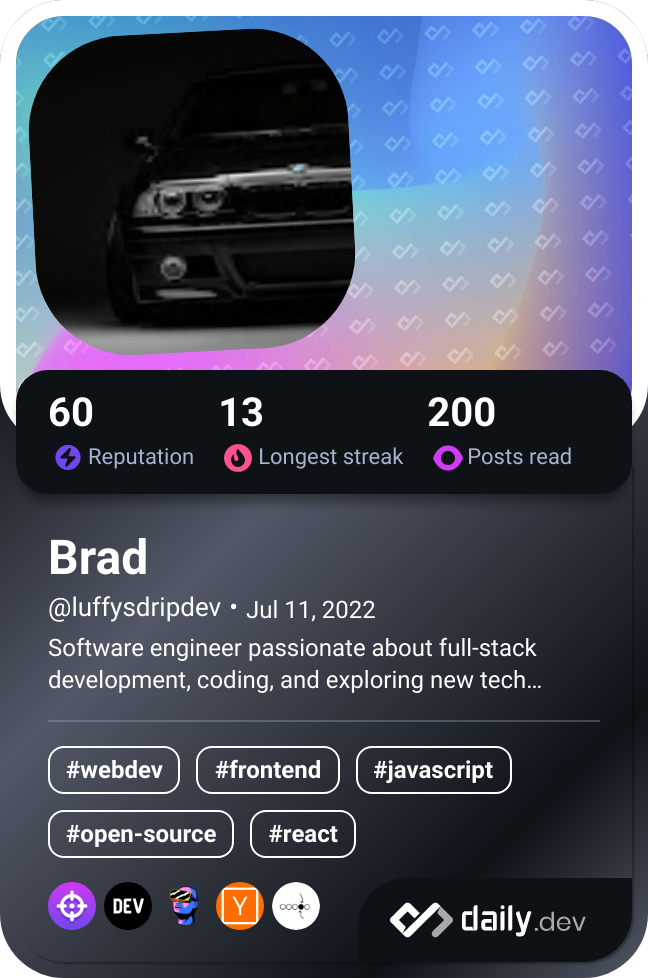 60 13 200
Reputation Longest streak Posts read
Brad
@luffysdripdev • Jul 11, 2022
Software engineer passionate about full-stack
development, coding, and exploring new tech…
#webdev #frontend #javascript
#open-source #react
DEV Y daily.dev